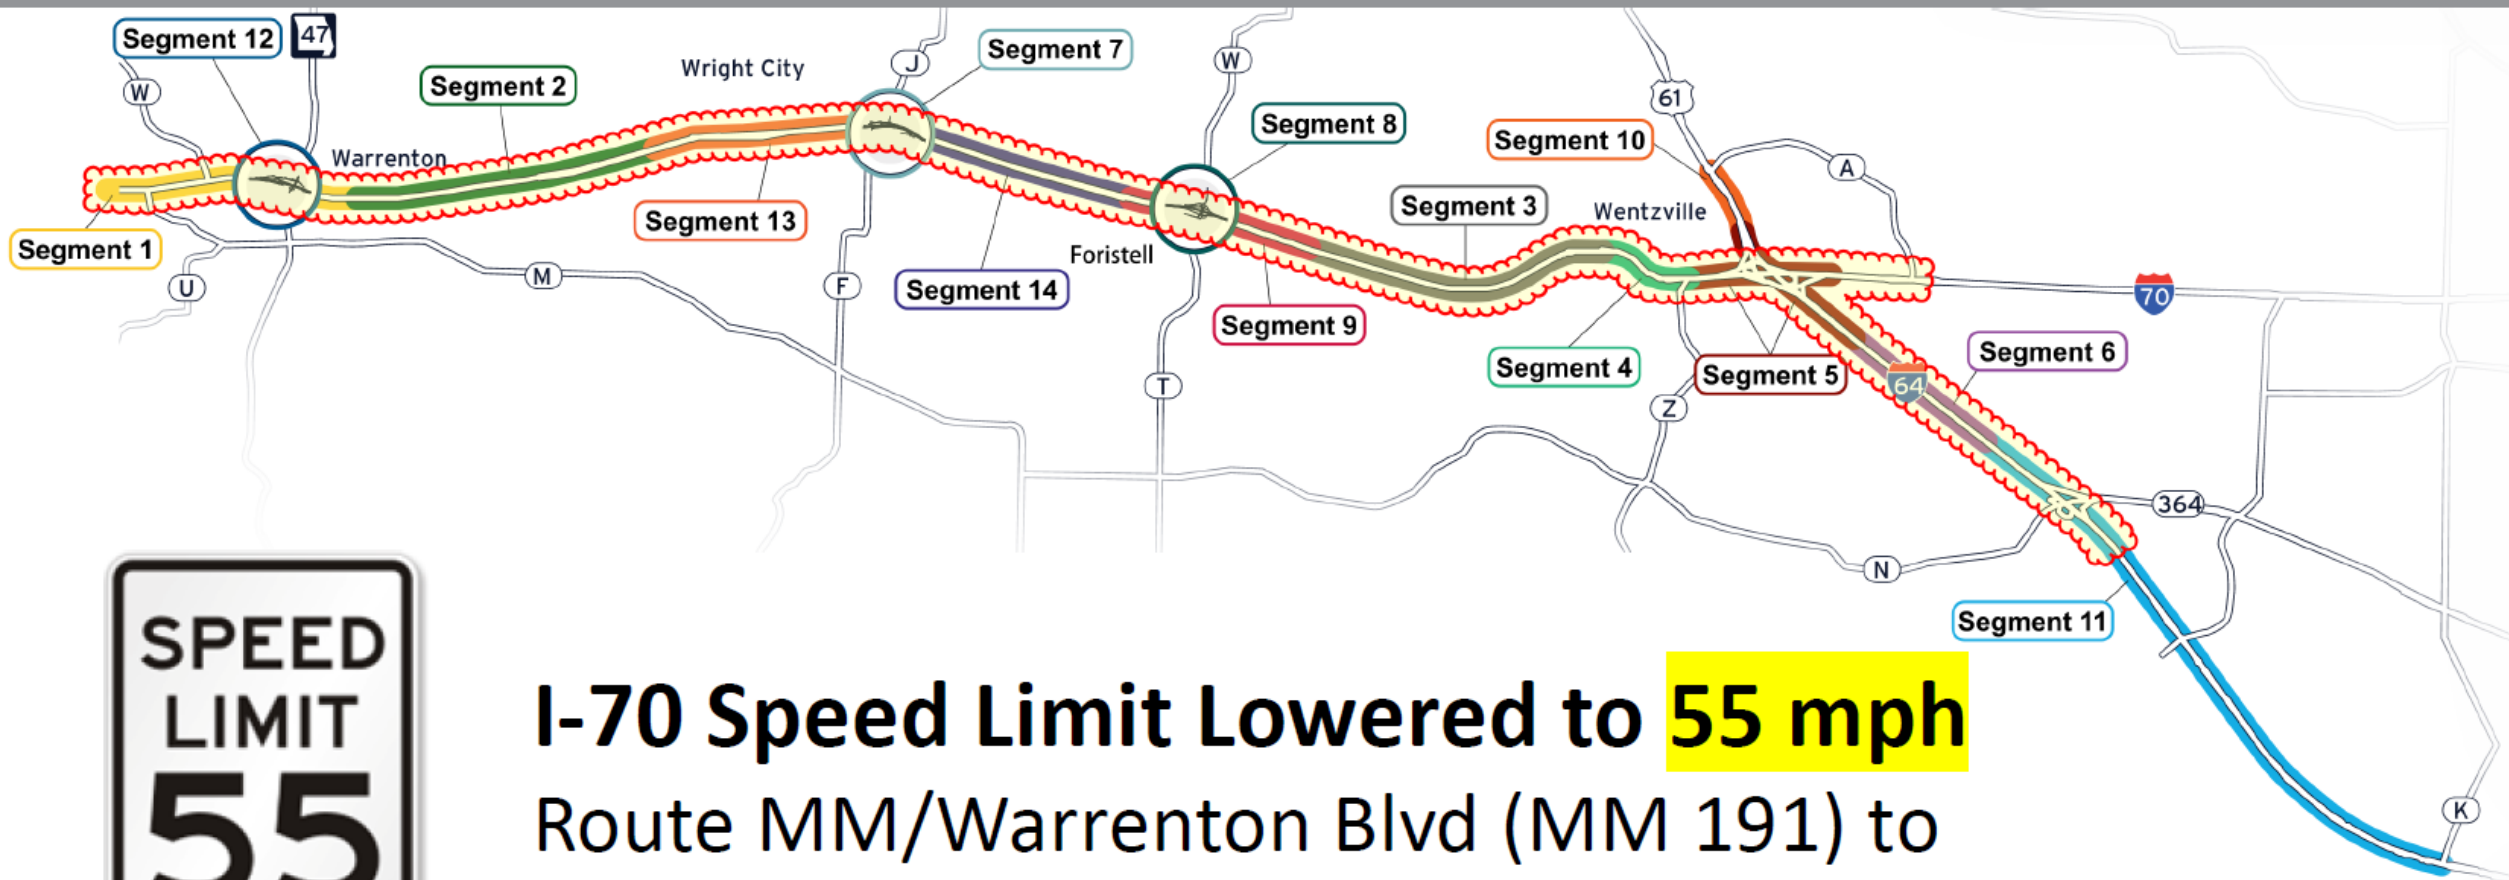 Segment 12
47
W
Segment 2
Wright City
J
Segment 7
W
Segment 8
61
Segment 10
A
Warrenton
Segment 1
U
M
Segment 13
F
Segment 14
Foristell
Segment 9
T
Segment 3
Wentzville
Segment 4
Segment 5
Z
70
Segment 6
64
364
N
Segment 11
K
SPEED
LIMIT
55
I-70 Speed Limit Lowered to 55 mph
Route MM/Warrenton Blvd (MM 191) to